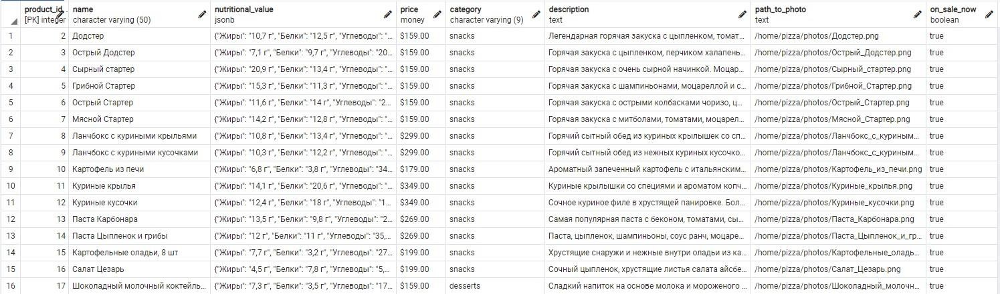 product_id name nutritional_value price category description path_to_photo on_sale_now
[PK] integer character varying (50) jsonb money character varying (9) text text boolean
1 2 Додстер {"Жиры": "10,7 г", "Белки": "12,5 г", "Углеводы": "... $159.00 snacks Легендарная горячая закуска с цыпленком, томат... /home/pizza/photos/Додстер.png true
2 3 Острый Додстер {"Жиры": "7,1 г", "Белки": "9,7 г", "Углеводы": "20... $159.00 snacks Горячая закуска с цыпленком, перчиком халапень... /home/pizza/photos/Острый_Додстер.png true
3 4 Сырный стартер {"Жиры": "20,9 г", "Белки": "13,4 г", "Углеводы": "... $159.00 snacks Горячая закуска с очень сырной начинкой. Моцар... /home/pizza/photos/Сырный_стартер.png true
4 5 Грибной Стартер {"Жиры": "15,3 г", "Белки": "11,3 г", "Углеводы": "... $159.00 snacks Горячая закуска с шампиньонами, моцареллой и с... /home/pizza/photos/Грибной_Стартер.png true
5 6 Острый Стартер {"Жиры": "11,6 г", "Белки": "14 г", "Углеводы": "2... $159.00 snacks Горячая закуска с острыми колбасками чоризо, ц... /home/pizza/photos/Острый_Стартер.png true
6 7 Мясной Стартер {"Жиры": "14,2 г", "Белки": "12,8 г", "Углеводы": "... $159.00 snacks Горячая закуска с митболами, томатами, моцарел... /home/pizza/photos/Мясной_Стартер.png true
7 8 Ланчбокс с куриными крыльями {"Жиры": "10,8 г", "Белки": "13,4 г", "Углеводы": "... $299.00 snacks Горячий сытный обед из куриных крылышек со сп... /home/pizza/photos/Ланчбокс_с_куриным... true
8 9 Ланчбокс с куриными кусочками {"Жиры": "10,3 г", "Белки": "12,2 г", "Углеводы": "... $299.00 snacks Горячий сытный обед из нежных куриных кусочко... /home/pizza/photos/Ланчбокс_с_куриным... true
9 10 Картофель из печи {"Жиры": "6,8 г", "Белки": "3,8 г", "Углеводы": "34... $179.00 snacks Ароматный запеченный картофель с итальянским... /home/pizza/photos/Картофель_из_печи.png true
10 11 Куриные крылья {"Жиры": "14,1 г", "Белки": "20,6 г", "Углеводы": "... $349.00 snacks Куриные крылышки со специями и ароматом копч... /home/pizza/photos/Куриные_крылья.png true
11 12 Куриные кусочки {"Жиры": "12,4 г", "Белки": "18 г", "Углеводы": "1... $349.00 snacks Сочное куриное филе в хрустящей панировке. Бол... /home/pizza/photos/Куриные_кусочки.png true
12 13 Паста Карбонара {"Жиры": "13,5 г", "Белки": "9,8 г", "Углеводы": "2... $269.00 snacks Самая популярная паста с беконом, томатами, сы... /home/pizza/photos/Паста_Карбонара.png true
13 14 Паста Цыпленок и грибы {"Жиры": "12 г", "Белки": "11 г", "Углеводы": "35,... $269.00 snacks Паста, цыпленок, шампиньоны, соус ранч, моцаре... /home/pizza/photos/Паста_Цыпленок_и_гр... true
14 15 Картофельные оладьи, 8 шт {"Жиры": "7,7 г", "Белки": "3,2 г", "Углеводы": "27... $199.00 snacks Хрустящие снаружи и нежные внутри оладьи из ка... /home/pizza/photos/Картофельные_оладь... true
15 16 Салат Цезарь {"Жиры": "4,5 г", "Белки": "7,8 г", "Углеводы": "5,... $199.00 snacks Сочный цыпленок, хрустящие листья салата айсбе... /home/pizza/photos/Салат_Цезарь.png true
16 17 Шоколадный молочный коктейль... {"Жиры": "7,3 г", "Белки": "3,5 г", "Углеводы": "17... $159.00 desserts Сладкий напиток на основе молока и мороженого ... /home/pizza/photos/Шоколадный_молочн... true